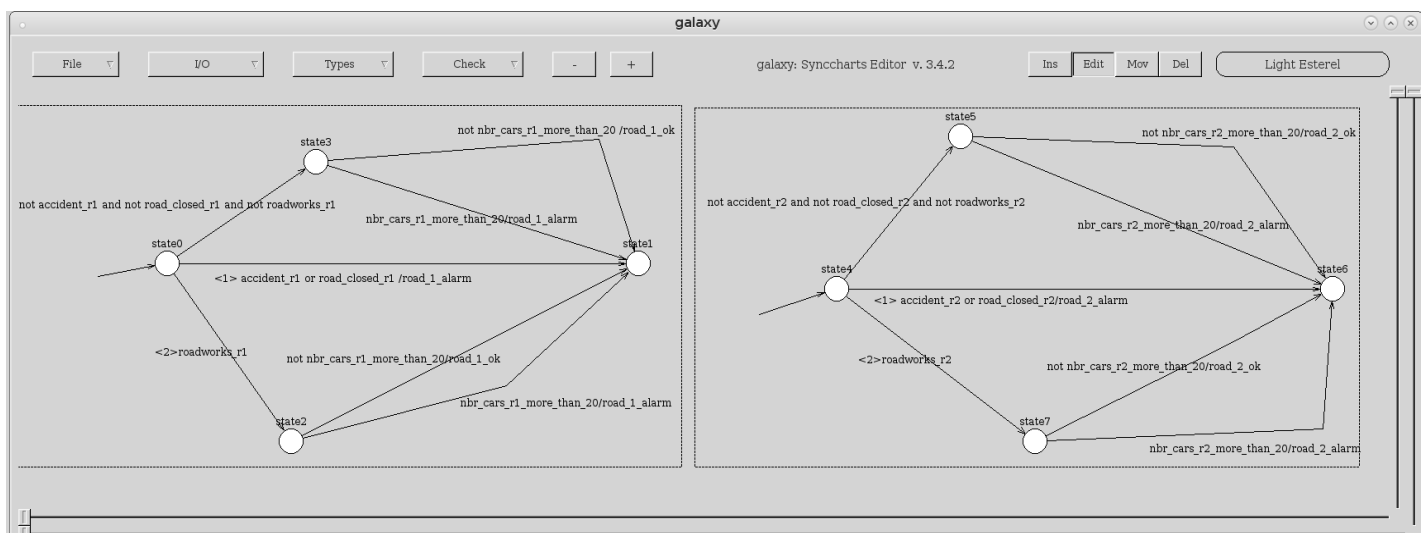 galaxy
File
I/O
Types
Check
-
+
galaxy: Synccharts Editor v. 3.4.2
Ins
Edit
Mov
Del
Light Esterel
not nbr_cars_r1_more_than_20 /road_1_ok
state3
not accident_r1 and not road_closed_r1 and not roadworks_r1
nbr_cars_r1_more_than_20/road_1_alarm
state0
state1
<1> accident_r1 or road_closed_r1 /road_1_alarm
<2>roadworks_r1
not nbr_cars_r1_more_than_20/road_1_ok
nbr_cars_r1_more_than_20/road_1_alarm
state2
state5
not nbr_cars_r2_more_than_20/road_2_ok
not accident_r2 and not road_closed_r2 and not roadworks_r2
nbr_cars_r2_more_than_20/road_2_alarm
state4
state6
<1> accident_r2 or road_closed_r2/road_2_alarm
<2>roadworks_r2
not nbr_cars_r2_more_than_20/road_2_ok
state7
nbr_cars_r2_more_than_20/road_2_alarm